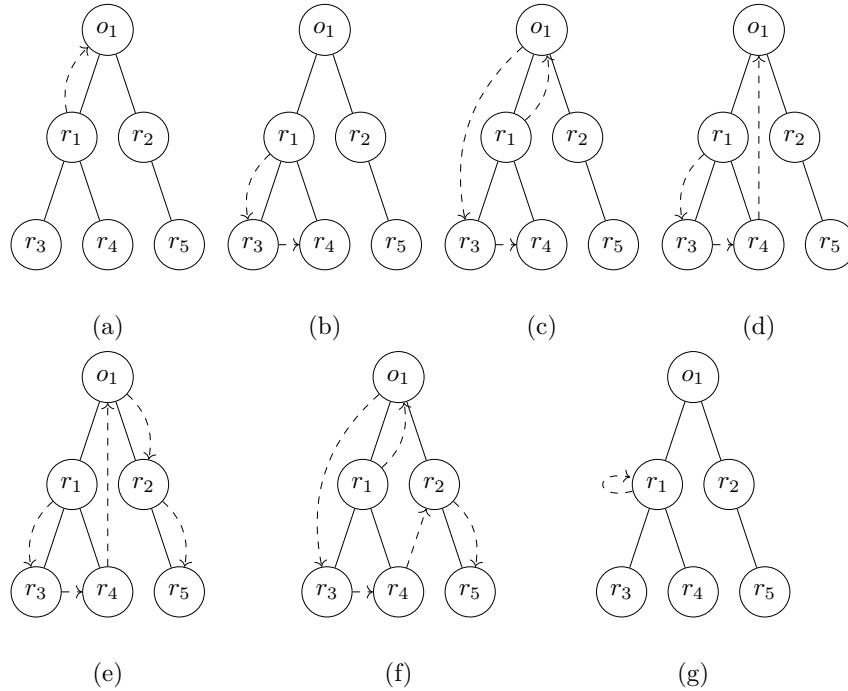 o₁ o₁ o₁ o₁
r₁ r₂ r₁ r₂ r₁ r₂ r₁ r₂
r₃ r₄ r₅ r₃ r₄ r₅ r₃ r₄ r₅ r₃ r₄ r₅
(a) (b) (c) (d)
o₁ o₁ o₁
r₁ r₂ r₁ r₂ r₁ r₂
r₃ r₄ r₅ r₃ r₄ r₅ r₃ r₄ r₅
(e) (f) (g)